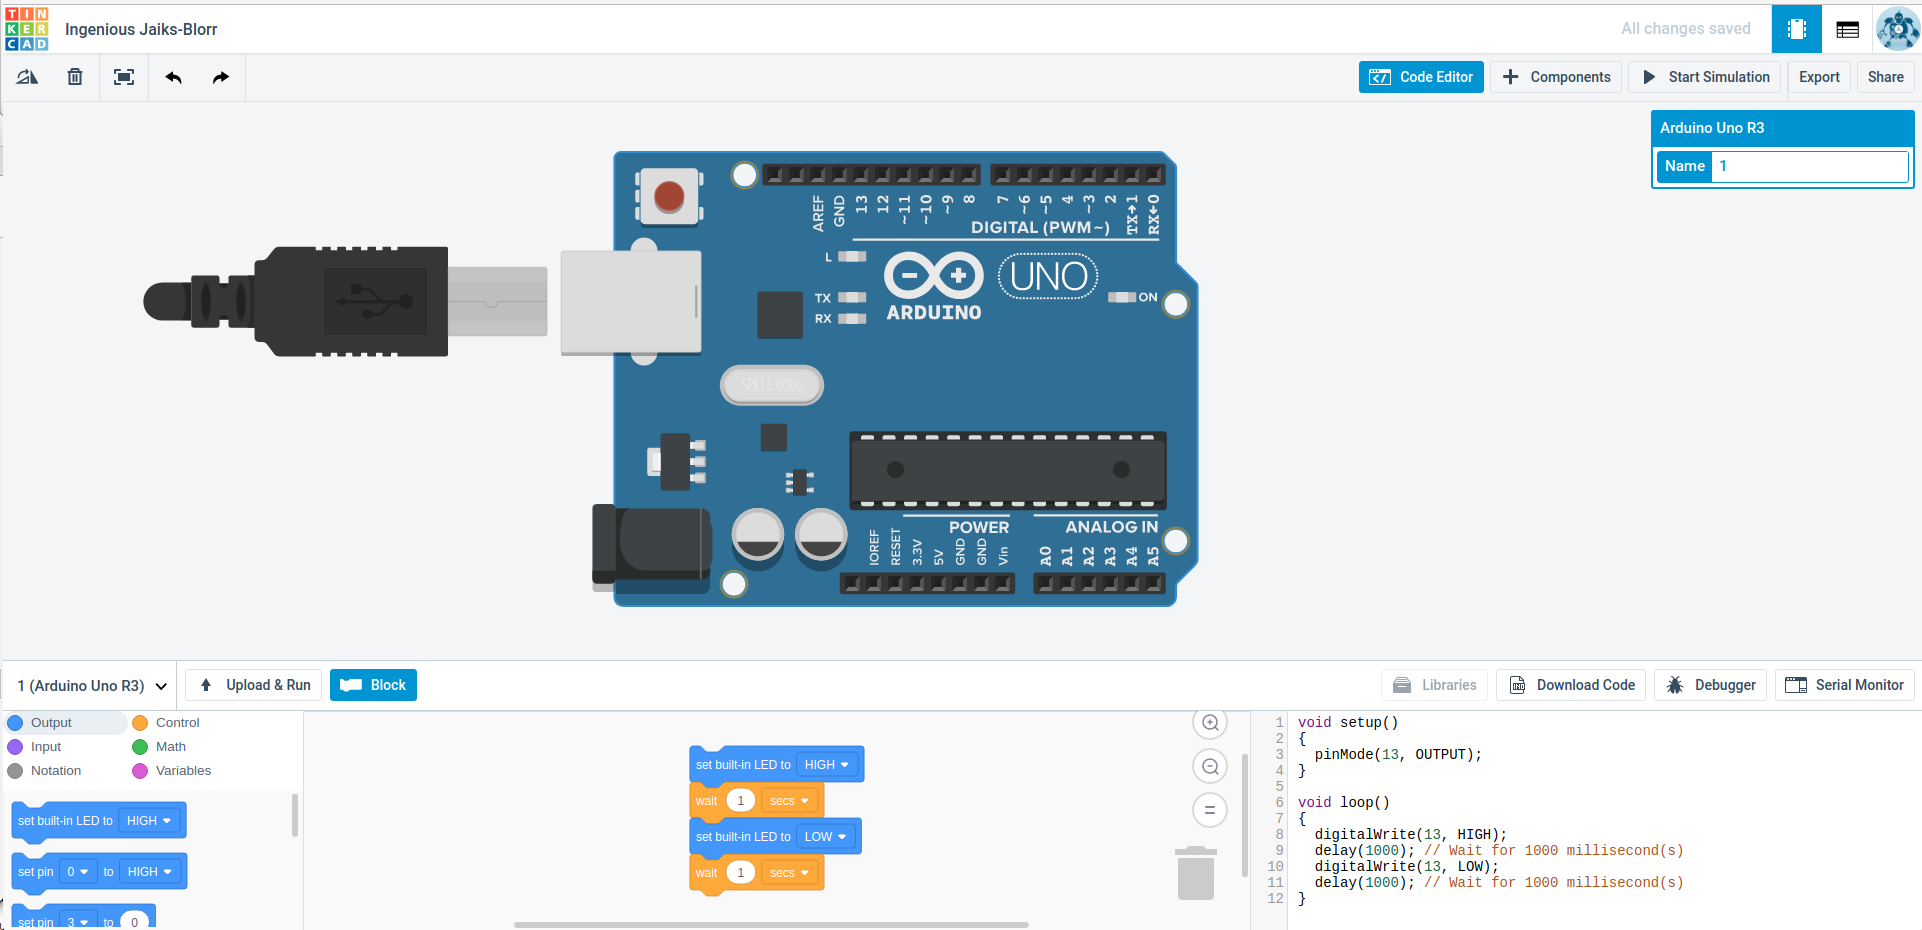 TIN
KER
CAD
Ingenious Jaiks-Blorr
All changes saved
Code Editor
Components
Start Simulation
Export
Share
Arduino Uno R3
Name 1
AREF
GND
13
12
~11
~10
~9
8
7
~6
~5
4
~3
2
TX→1
RX←0
DIGITAL (PWM~)
L
TX
RX
ARDUINO
UNO
ON
SPK16.000G
POWER
ANALOG IN
IOREF
RESET
3.3V
5V
GND
GND
Vin
A0
A1
A2
A3
A4
A5
1 (Arduino Uno R3)
Upload & Run
Block
Libraries
Download Code
Debugger
Serial Monitor
Output
Control
Input
Math
Notation
Variables
set built-in LED to HIGH
set pin 0 to HIGH
set pin 3 to 0
set built-in LED to HIGH
wait 1 secs
set built-in LED to LOW
wait 1 secs
1 void setup()
2 {
3 pinMode(13, OUTPUT);
4 }
5
6 void loop()
7 {
8 digitalWrite(13, HIGH);
9 delay(1000); // Wait for 1000 millisecond(s)
10 digitalWrite(13, LOW);
11 delay(1000); // Wait for 1000 millisecond(s)
12 }